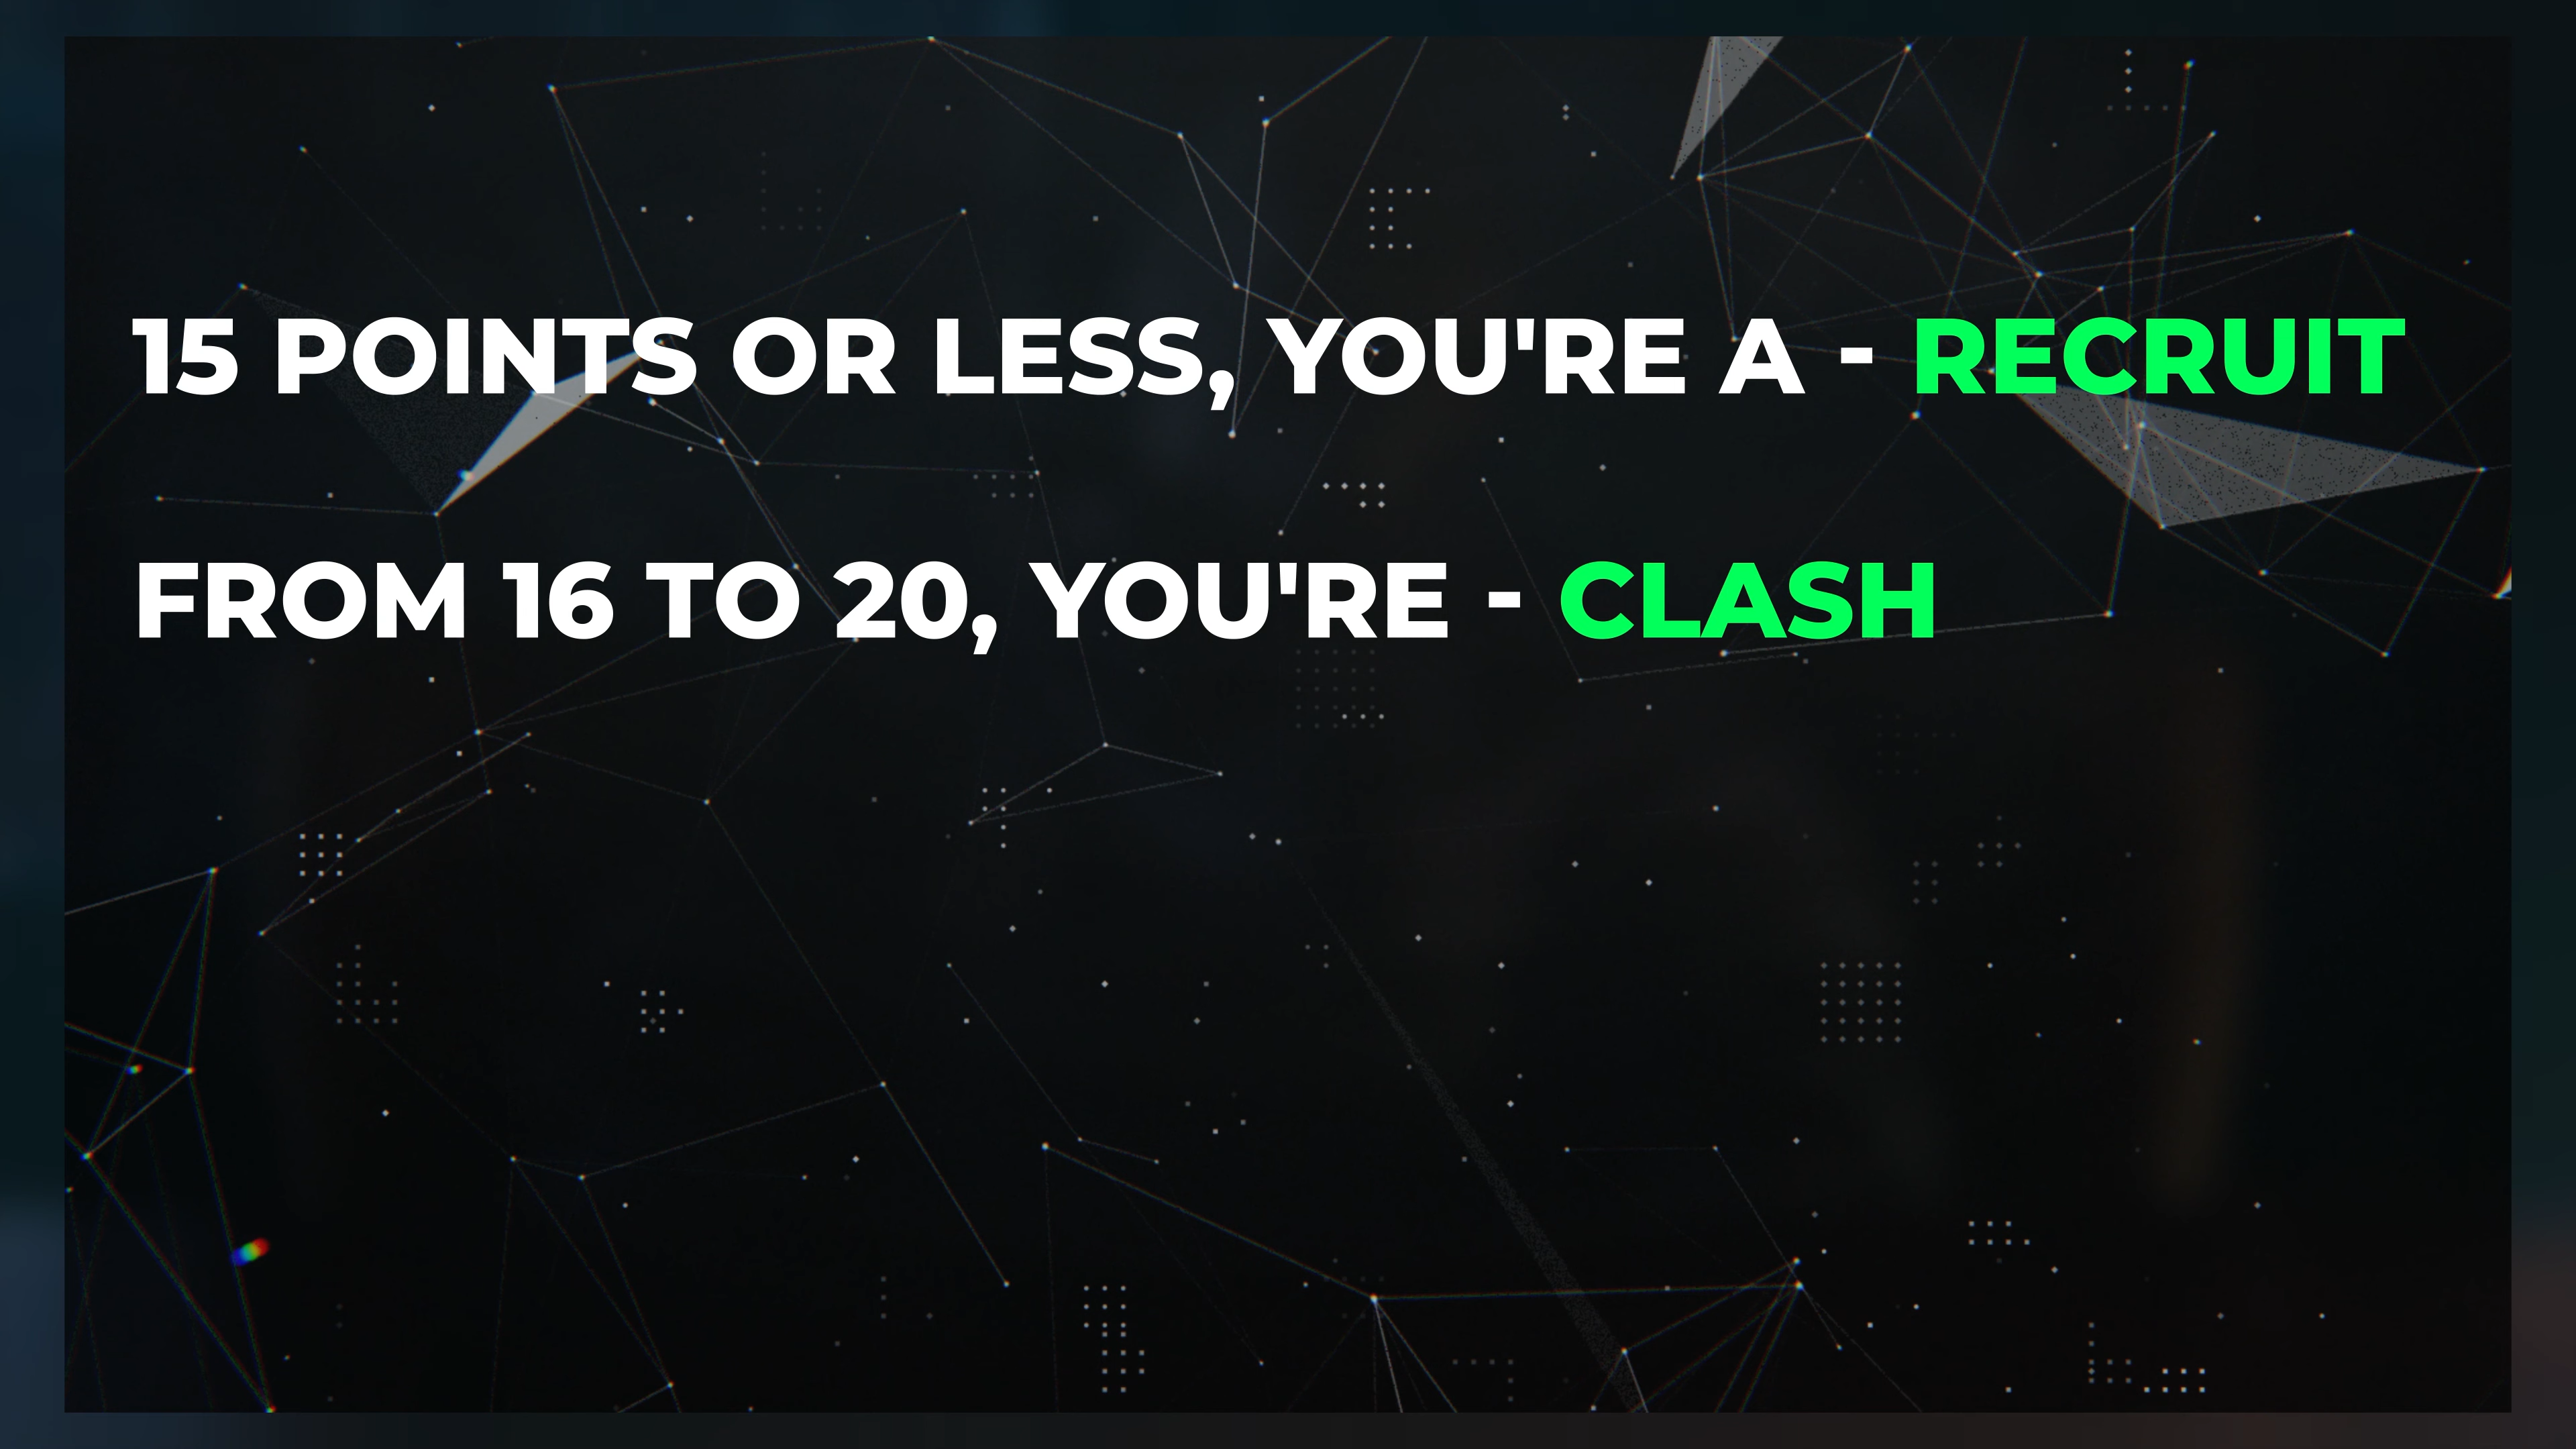 15 POINTS OR LESS, YOU'RE A - RECRUIT
FROM 16 TO 20, YOU'RE - CLASH